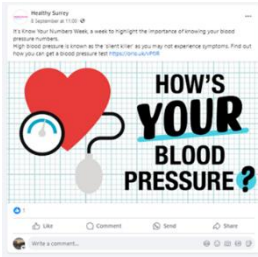 Healthy Surrey
6 September at 11:00
It's Know Your Numbers Week, a week to highlight the importance of knowing your blood
pressure numbers.
High blood pressure is known as the 'silent killer' as you may not experience symptoms. Find out
how you can get a blood pressure test
HOW'S
YOUR
BLOOD
PRESSURE?
1
Like
Comment
Send
Share
Write a comment...